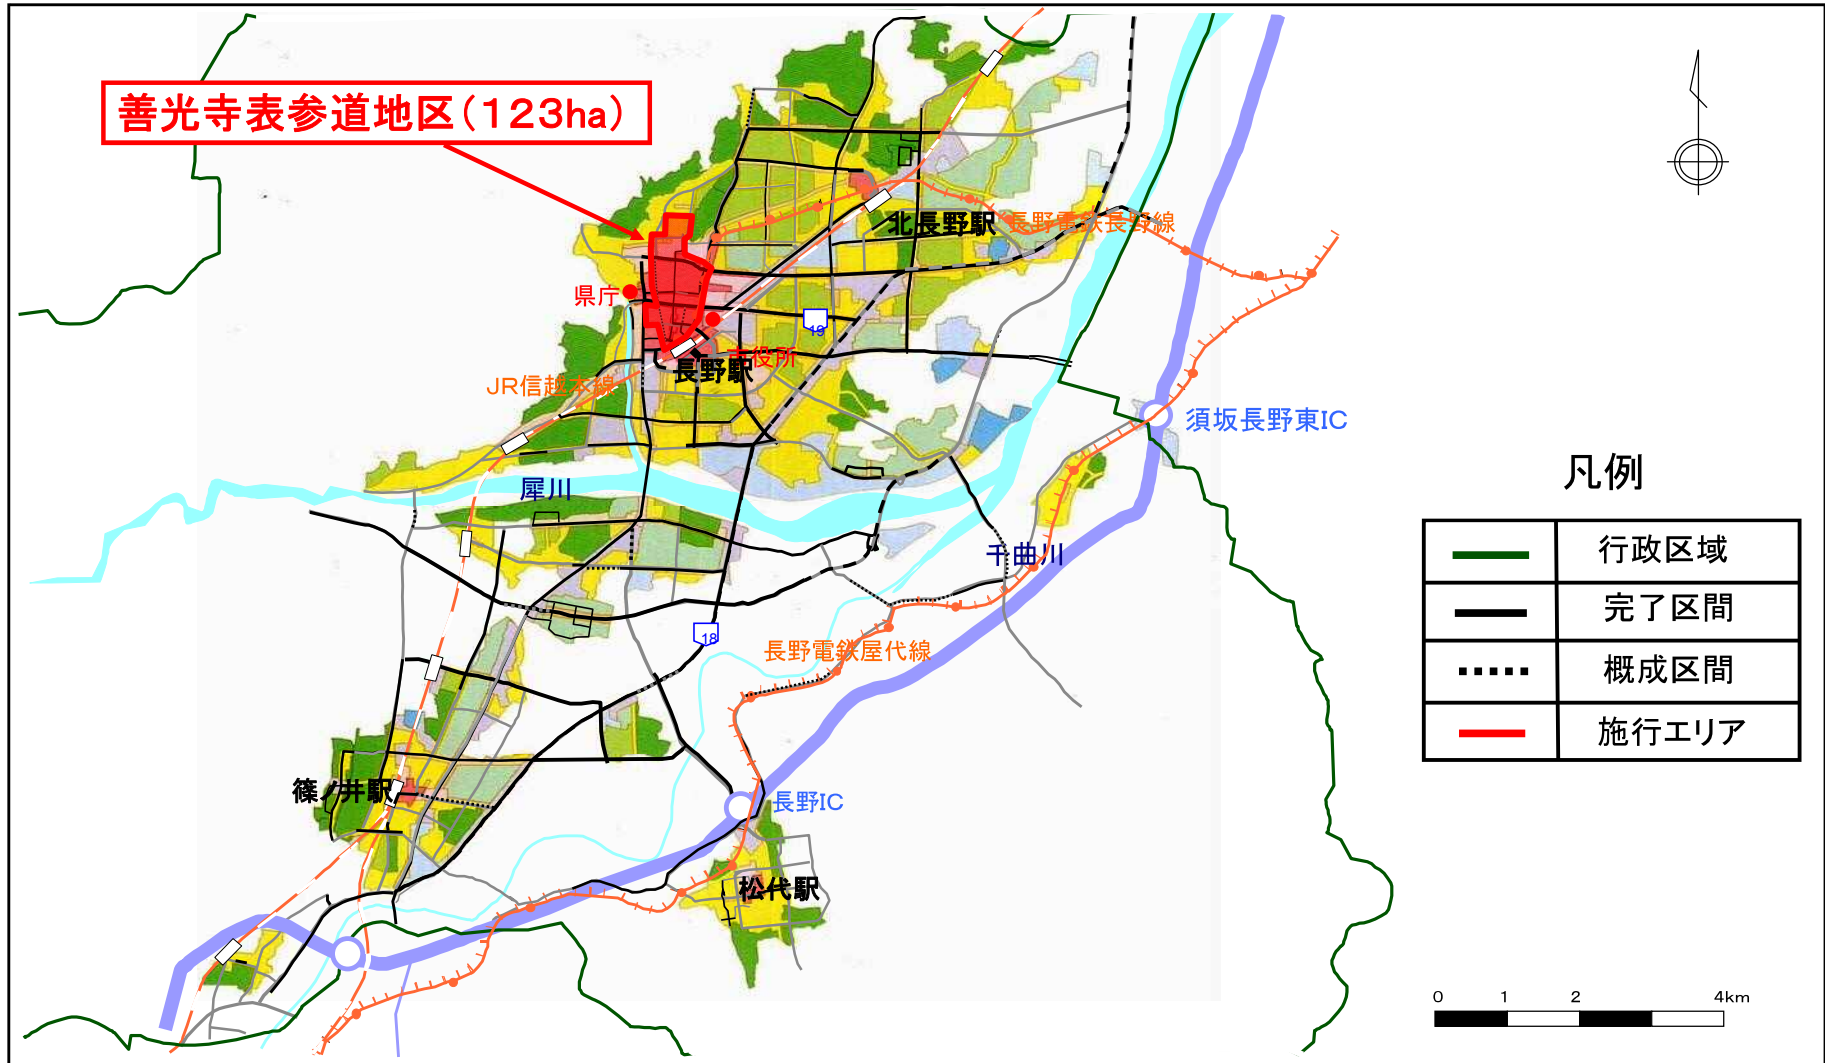 善光寺表参道地区(123ha)
北長野駅
長野電鉄長野線
県庁
19
市役所
長野駅
JR信越本線
須坂長野東IC
犀川
千曲川
18
長野電鉄屋代線
篠ノ井駅
長野IC
松代駅
凡例
行政区域
完了区間
概成区間
施行エリア
0 1 2 4km